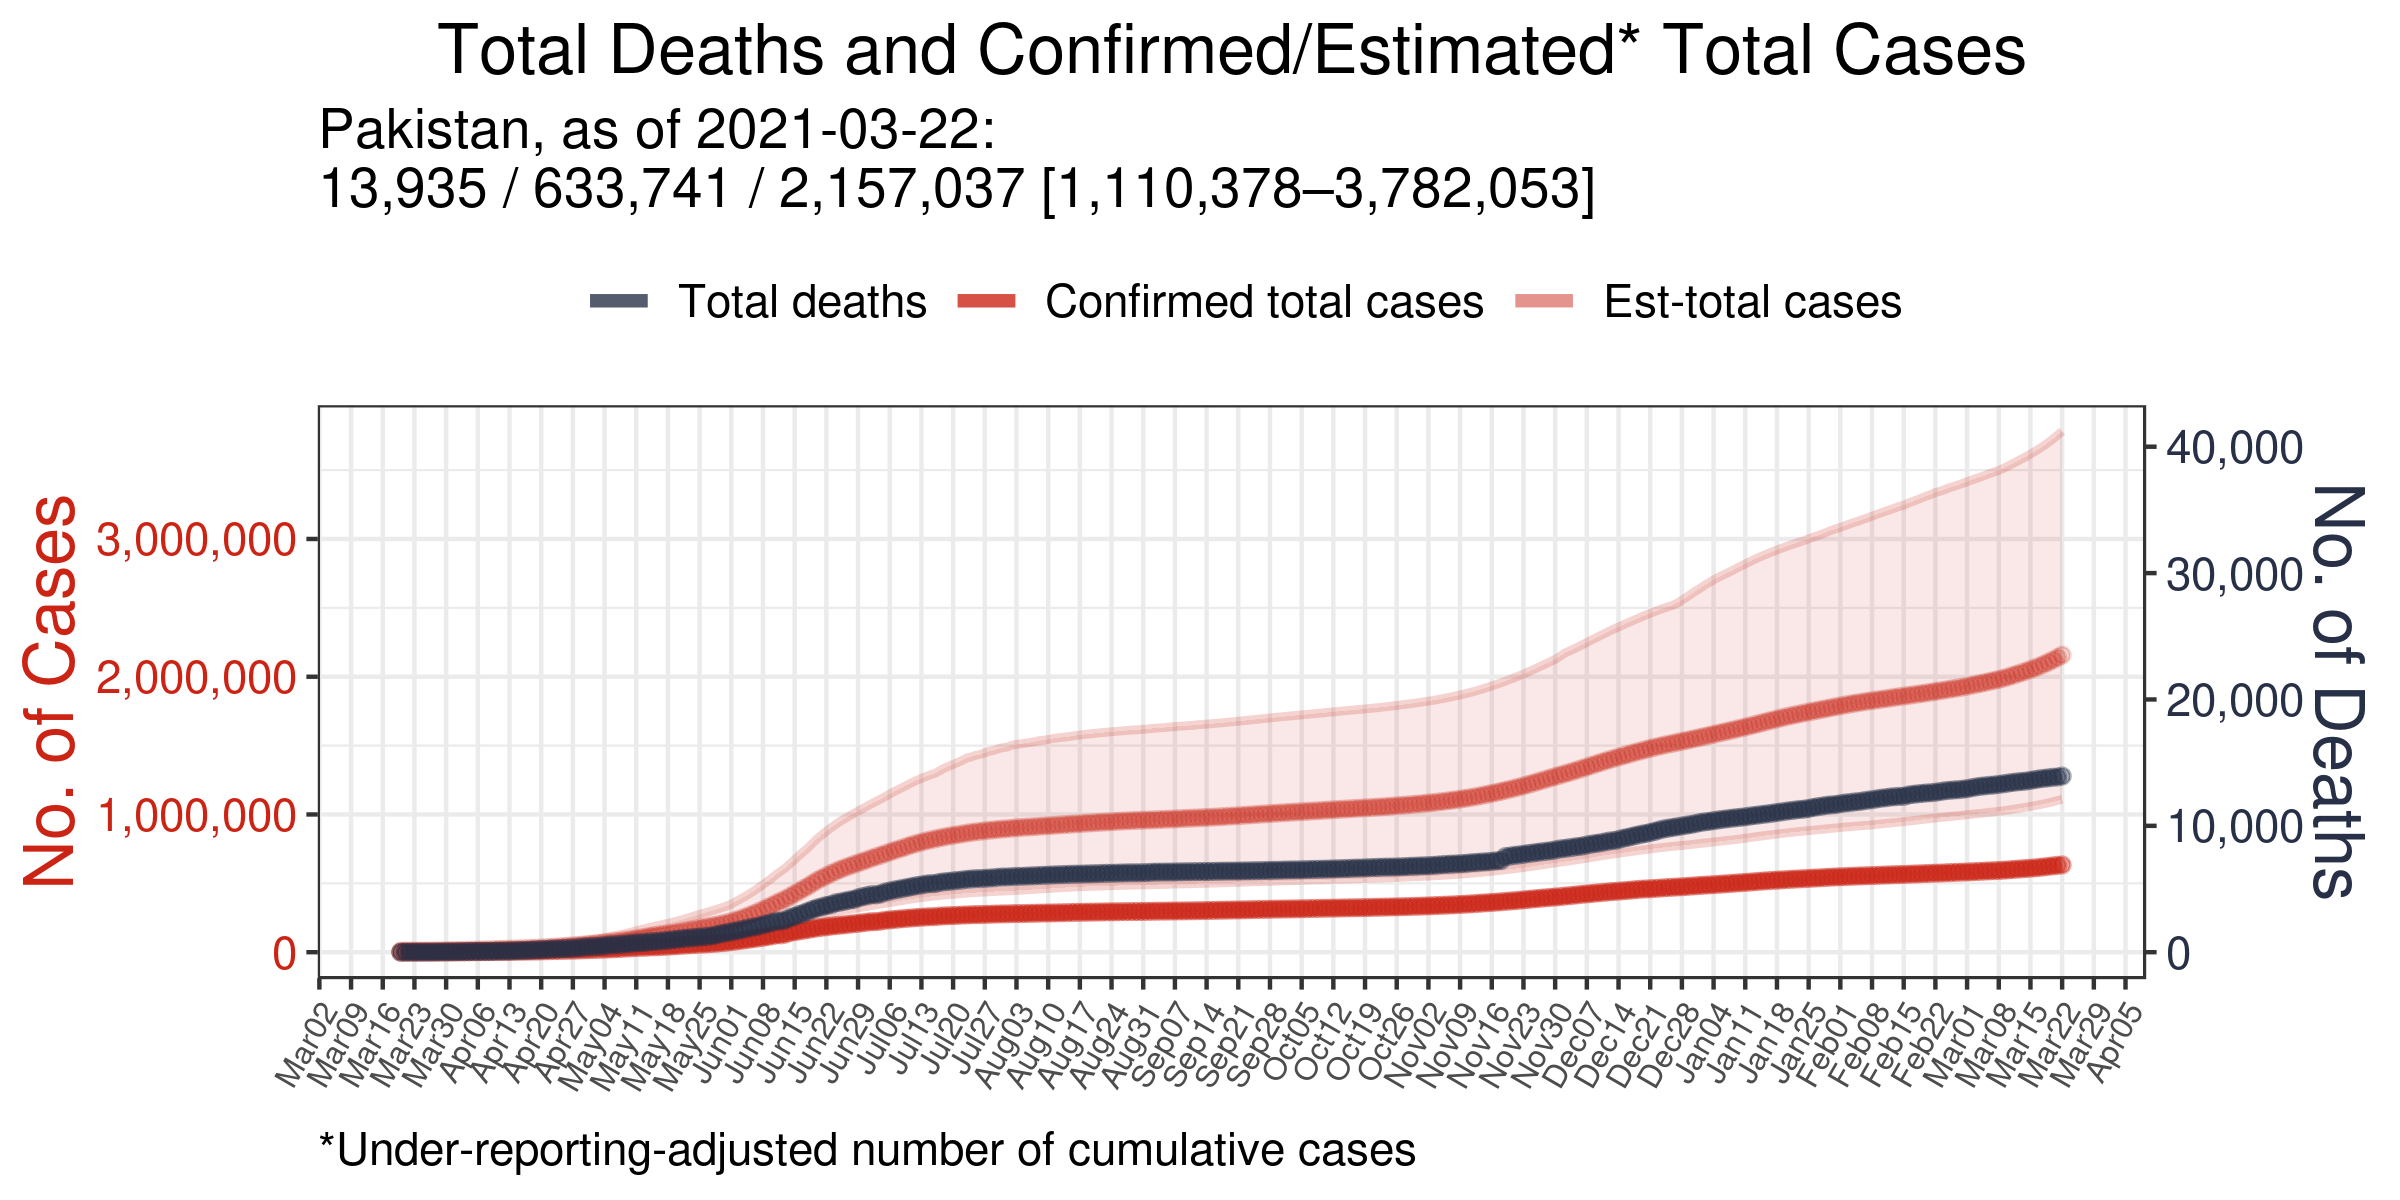 Total Deaths and Confirmed/Estimated* Total Cases
Pakistan, as of 2021-03-22:
13,935 / 633,741 / 2,157,037 [1,110,378–3,782,053]
Total deaths Confirmed total cases Est-total cases
No. of Cases
3,000,000
2,000,000
1,000,000
0
40,000
30,000
20,000
10,000
0
No. of Deaths
Mar02 Mar09 Mar16 Mar23 Mar30 Apr06 Apr13 Apr20 Apr27 May04 May11 May18 May25 Jun01 Jun08 Jun15 Jun22 Jun29 Jul06 Jul13 Jul20 Jul27 Aug03 Aug10 Aug17 Aug24 Aug31 Sep07 Sep14 Sep21 Sep28 Oct05 Oct12 Oct19 Oct26 Nov02 Nov09 Nov16 Nov23 Nov30 Dec07 Dec14 Dec21 Dec28 Jan04 Jan11 Jan18 Jan25 Feb01 Feb08 Feb15 Feb22 Mar01 Mar08 Mar15 Mar22 Mar29 Apr05
*Under-reporting-adjusted number of cumulative cases